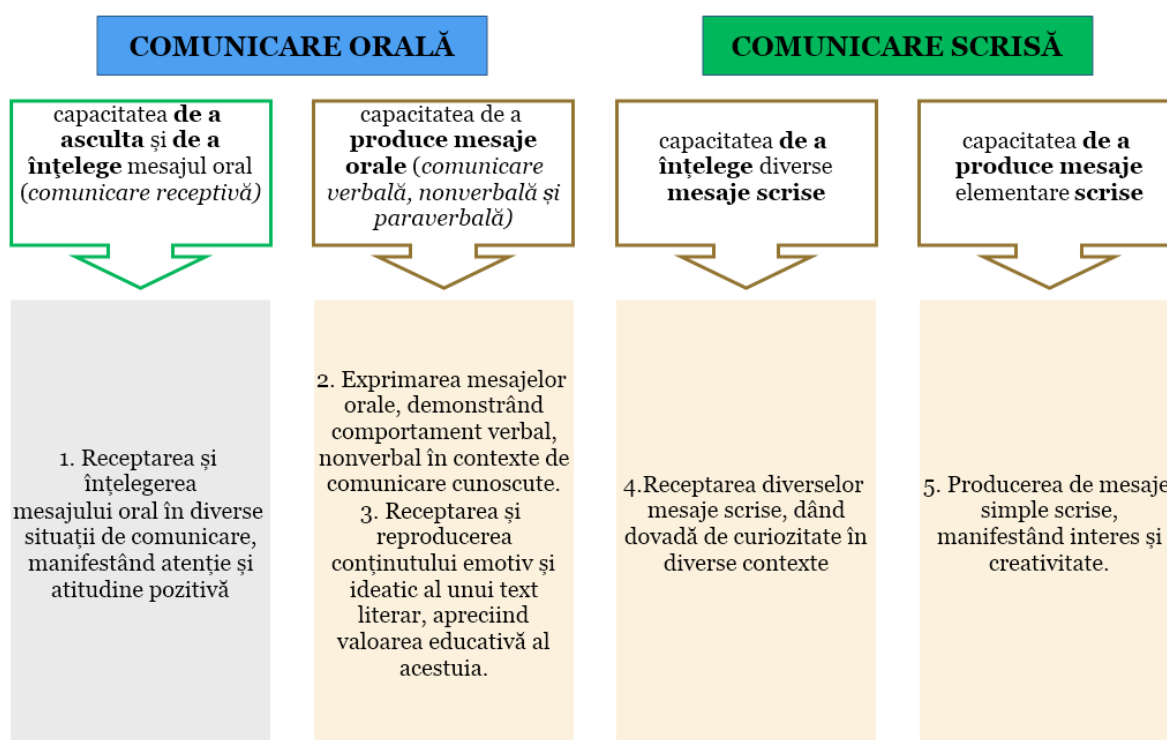 COMUNICARE ORALĂ
COMUNICARE SCRISĂ
capacitatea de a
asculta și de a
înţelege mesajul oral
(comunicare receptivă)
capacitatea de a
produce mesaje
orale (comunicare
verbală, nonverbală și
paraverbală)
capacitatea de a
înțelege diverse
mesaje scrise
capacitatea de a
produce mesaje
elementare scrise
1. Receptarea și
înțelegerea
mesajului oral în diverse
situații de comunicare,
manifestând atenție și
atitudine pozitivă
2. Exprimarea mesajelor
orale, demonstrând
comportament verbal,
nonverbal în contexte de
comunicare cunoscute.
3. Receptarea și
reproducerea
conținutului emotiv și
ideatic al unui text
literar, apreciind
valoarea educativă al
acestuia.
4.Receptarea diverselor
mesaje scrise, dând
dovadă de curiozitate în
diverse contexte
5. Producerea de mesaje
simple scrise,
manifestând interes și
creativitate.